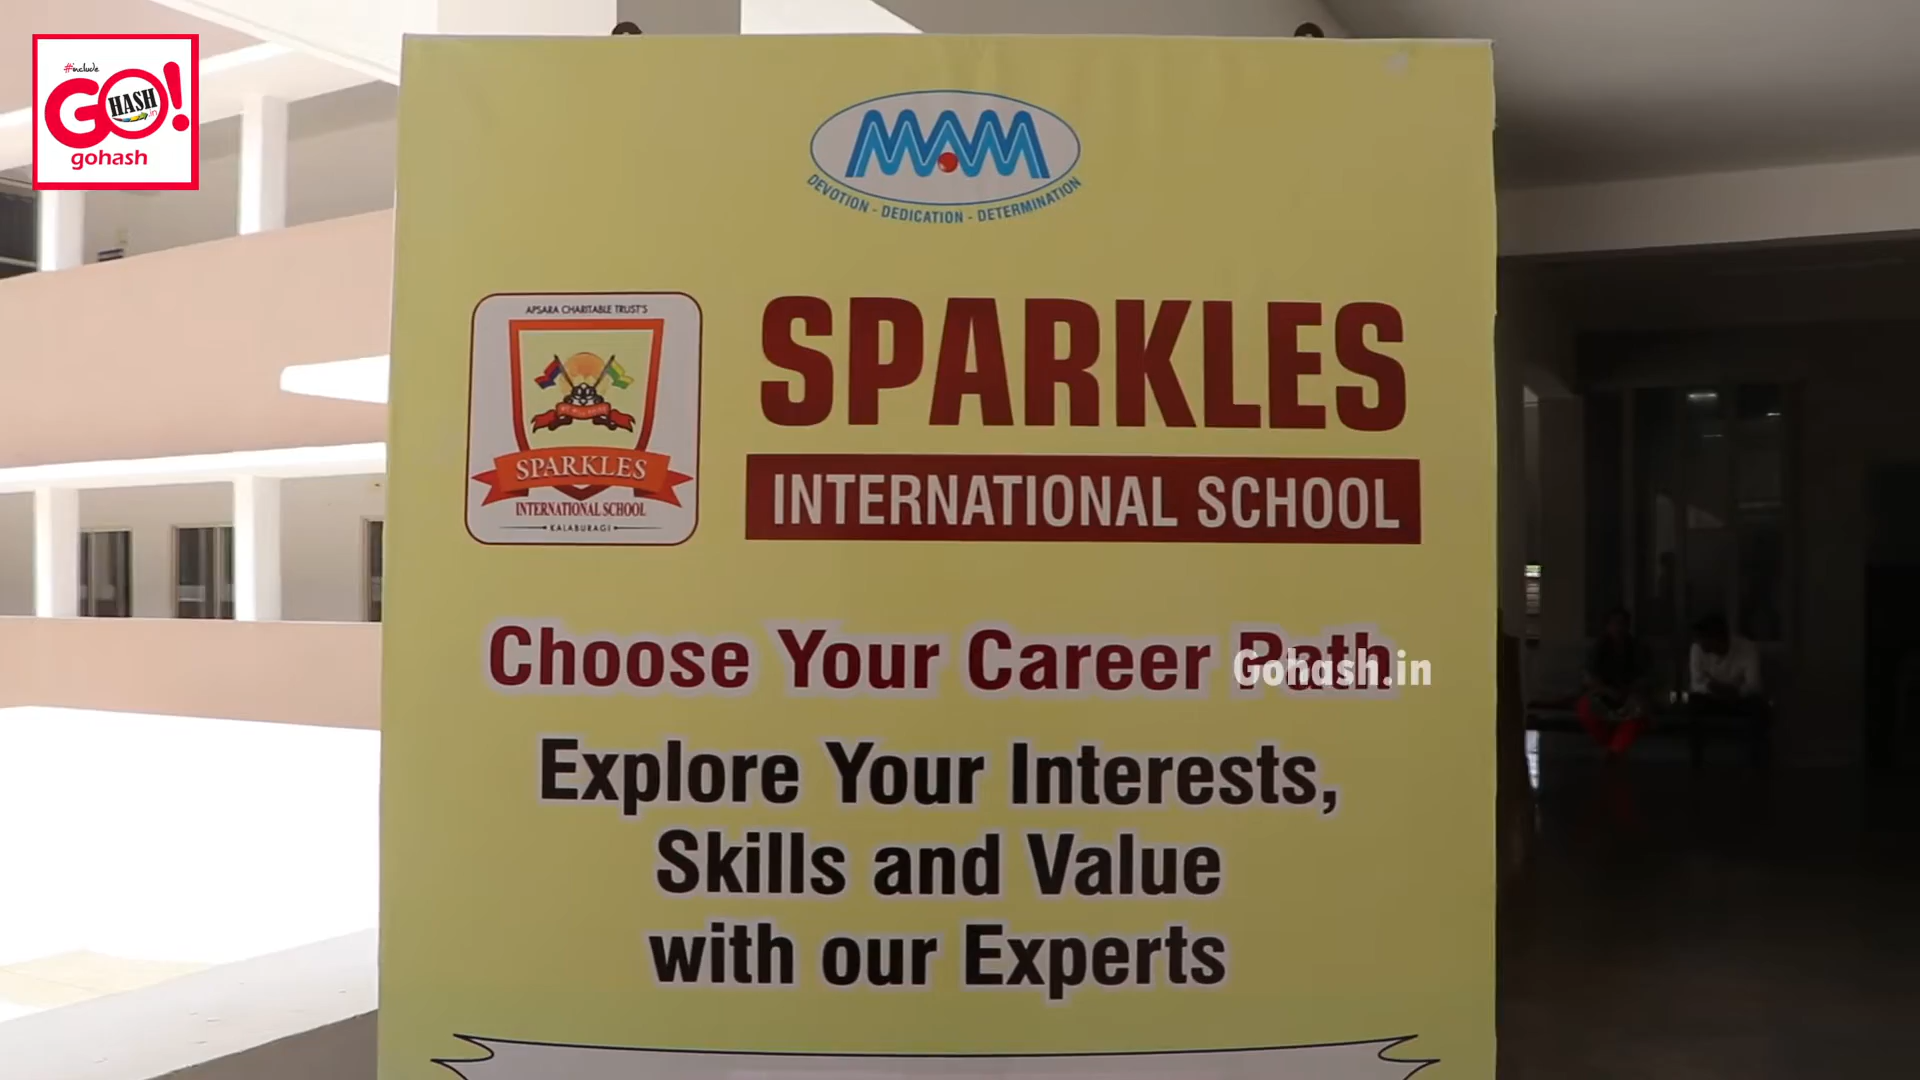 #include
GO!
HASH
.in
gohash
MAM
DEVOTION - DEDICATION - DETERMINATION
APSARA CHARITABLE TRUST'S
SPARKLES
INTERNATIONAL SCHOOL
KALABURAGI
SPARKLES
INTERNATIONAL SCHOOL
Choose Your Career Path
Gohash.in
Explore Your Interests,
Skills and Value
with our Experts